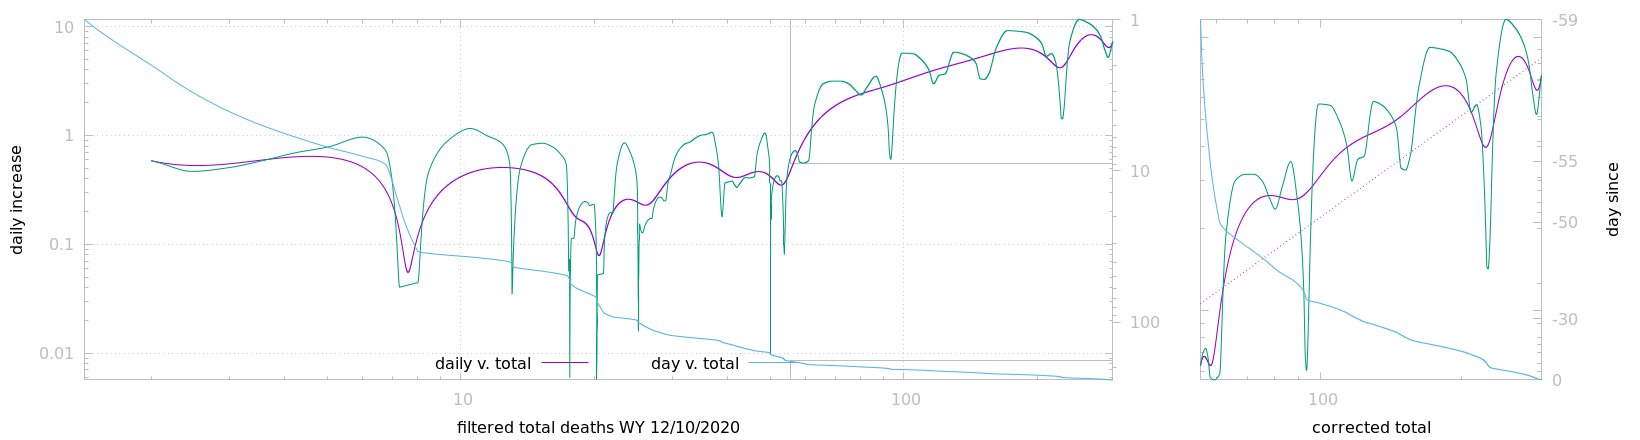 10
1
0.1
0.01
daily increase
10
100
filtered total deaths WY 12/10/2020
daily v. total
day v. total
1
10
100
100
corrected total
-59
-55
-50
-30
0
day since